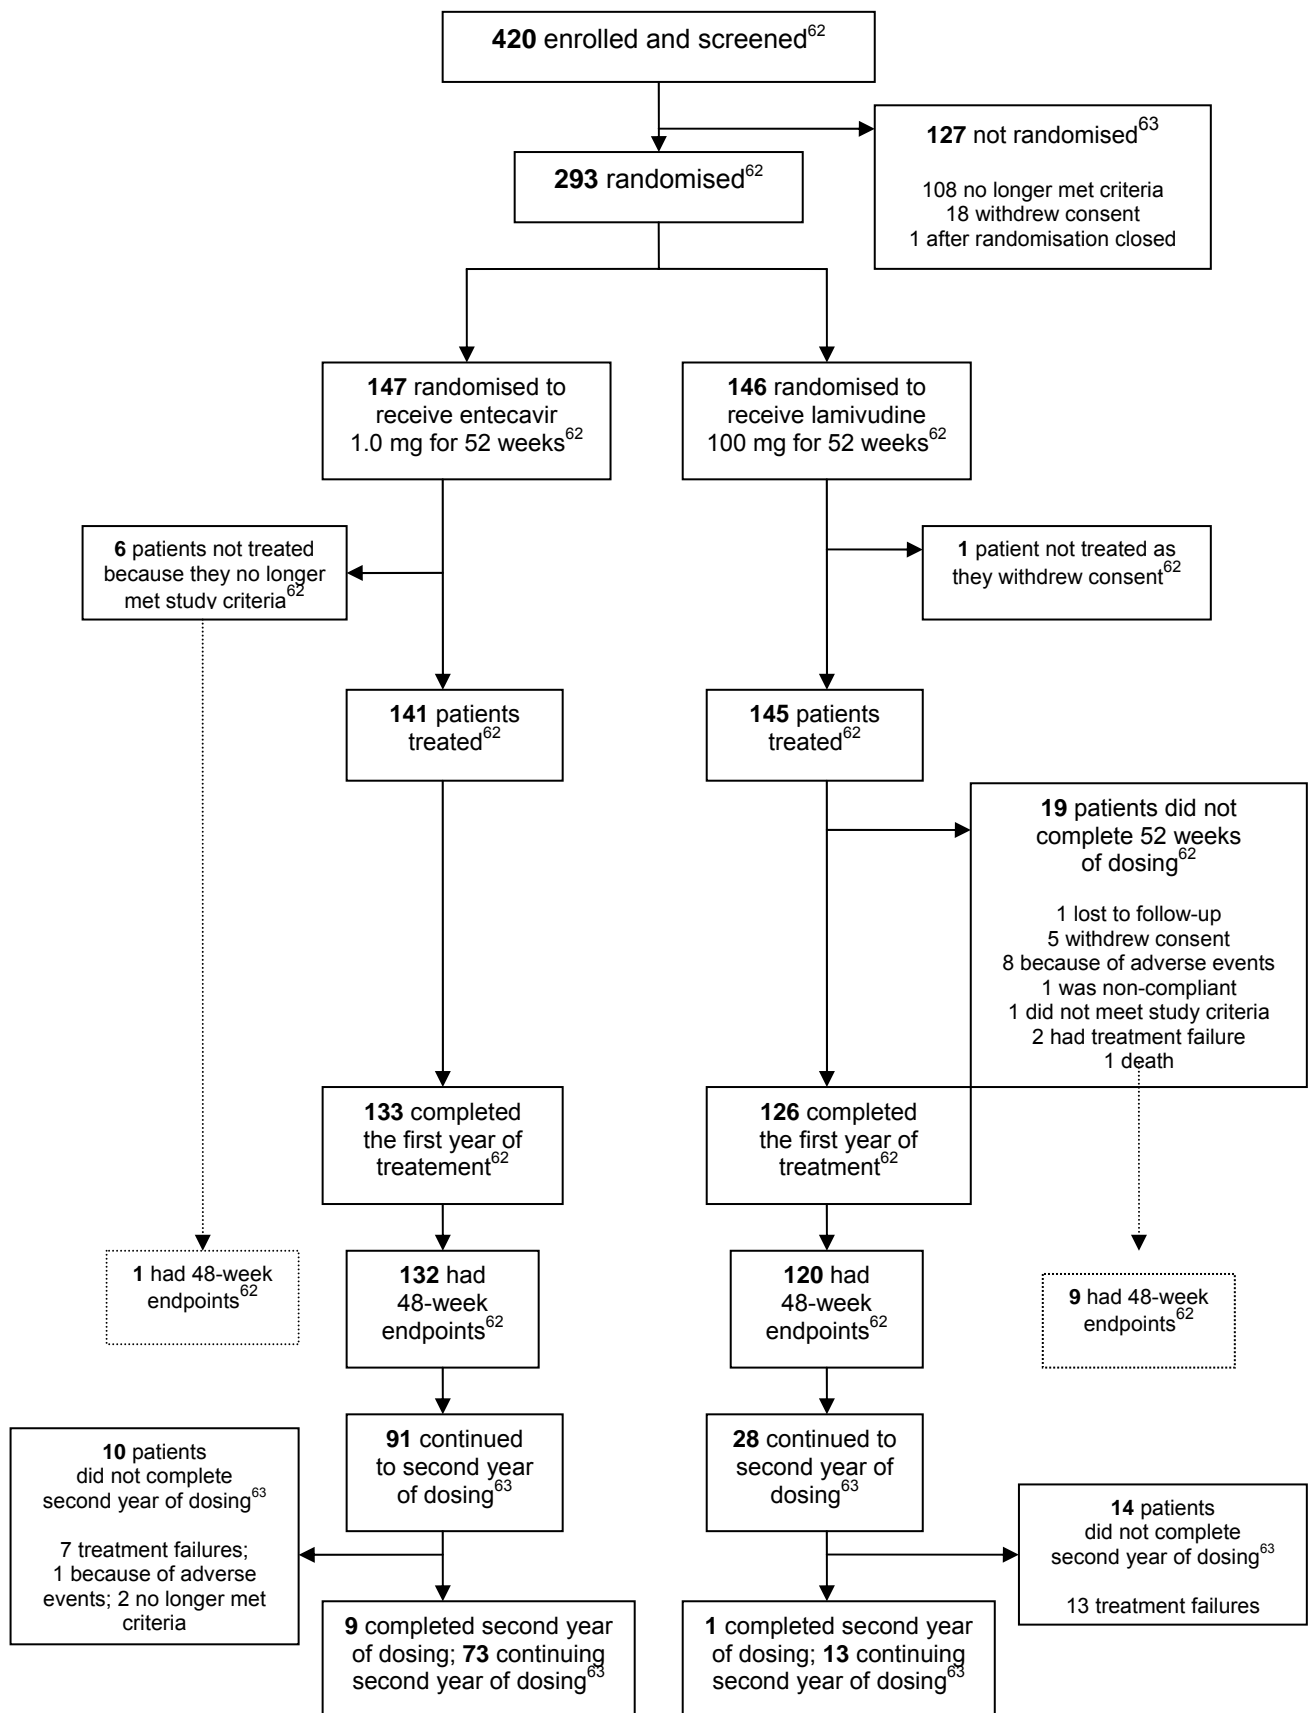 420 enrolled and screened62
127 not randomised63
108 no longer met criteria
18 withdrew consent
1 after randomisation closed
293 randomised62
147 randomised to
receive entecavir
1.0 mg for 52 weeks62
146 randomised to
receive lamivudine
100 mg for 52 weeks62
6 patients not treated
because they no longer
met study criteria62
1 patient not treated as
they withdrew consent62
141 patients
treated62
145 patients
treated62
19 patients did not
complete 52 weeks
of dosing62
1 lost to follow-up
5 withdrew consent
8 because of adverse events
1 was non-compliant
1 did not meet study criteria
2 had treatment failure
1 death
133 completed
the first year of
treatement62
126 completed
the first year of
treatment62
1 had 48-week
endpoints62
132 had
48-week
endpoints62
120 had
48-week
endpoints62
9 had 48-week
endpoints62
10 patients
did not complete
second year of dosing63
7 treatment failures;
1 because of adverse
events; 2 no longer met
criteria
91 continued
to second year
of dosing63
28 continued to
second year of
dosing63
14 patients
did not complete
second year of dosing63
13 treatment failures
9 completed second year
of dosing; 73 continuing
second year of dosing63
1 completed second year
of dosing; 13 continuing
second year of dosing63